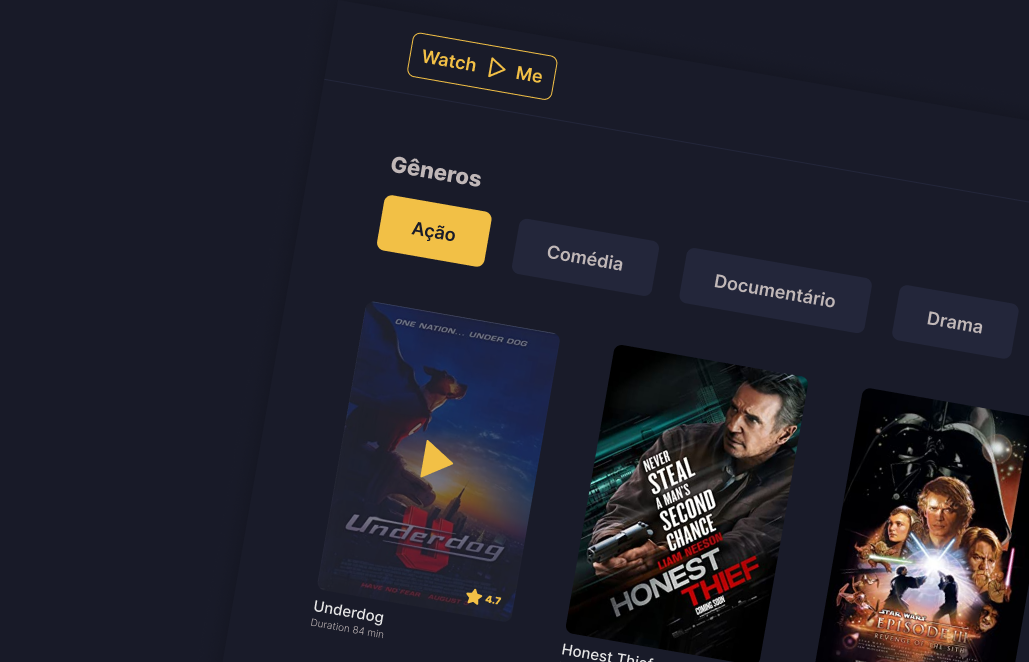 Watch Me
Gêneros
Ação
Comédia
Documentário
Drama
ONE NATION... UNDER DOG
Underdog
HAVE NO FEAR AUGUST
4.7
Underdog
Duration 84 min
NEVER
STEAL
A MAN'S
SECOND
CHANCE
LIAM NEESON
HONEST
THIEF
COMING SOON
Honest Thief
STAR WARS
EPISODE III
REVENGE OF THE SITH